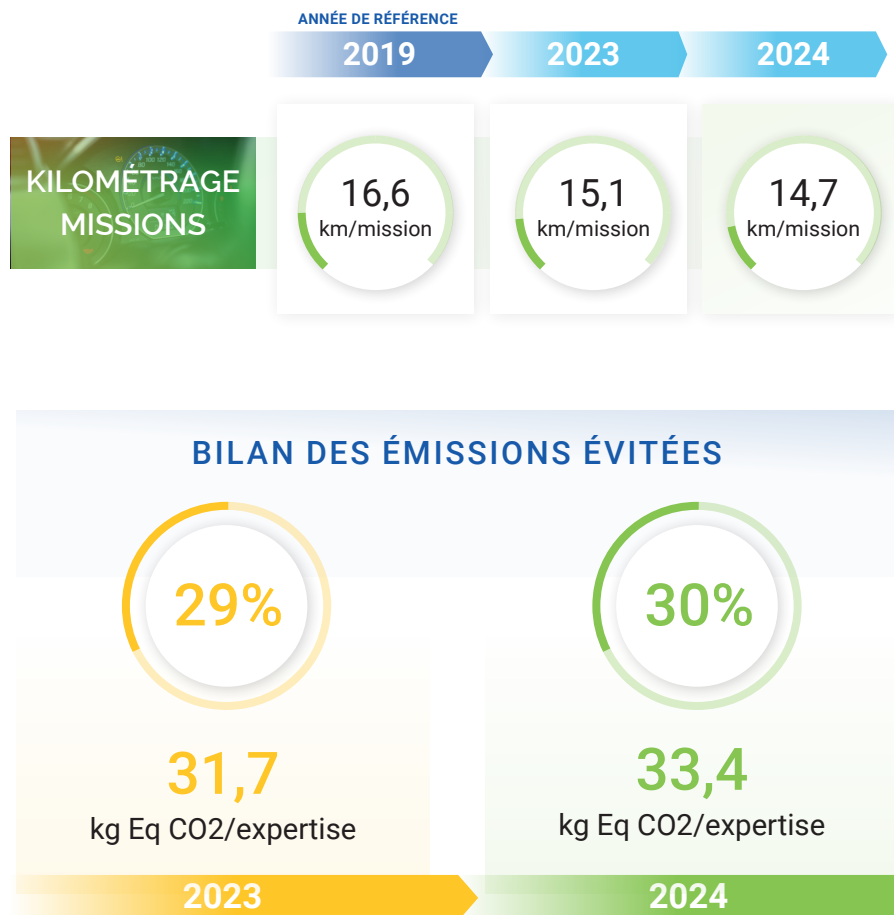 ANNÉE DE RÉFÉRENCE
2019
2023
2024
KILOMÉTRAGE
MISSIONS
16,6
km/mission
15,1
km/mission
14,7
km/mission
BILAN DES ÉMISSIONS ÉVITÉES
29%
31,7
kg Eq CO2/expertise
2023
30%
33,4
kg Eq CO2/expertise
2024